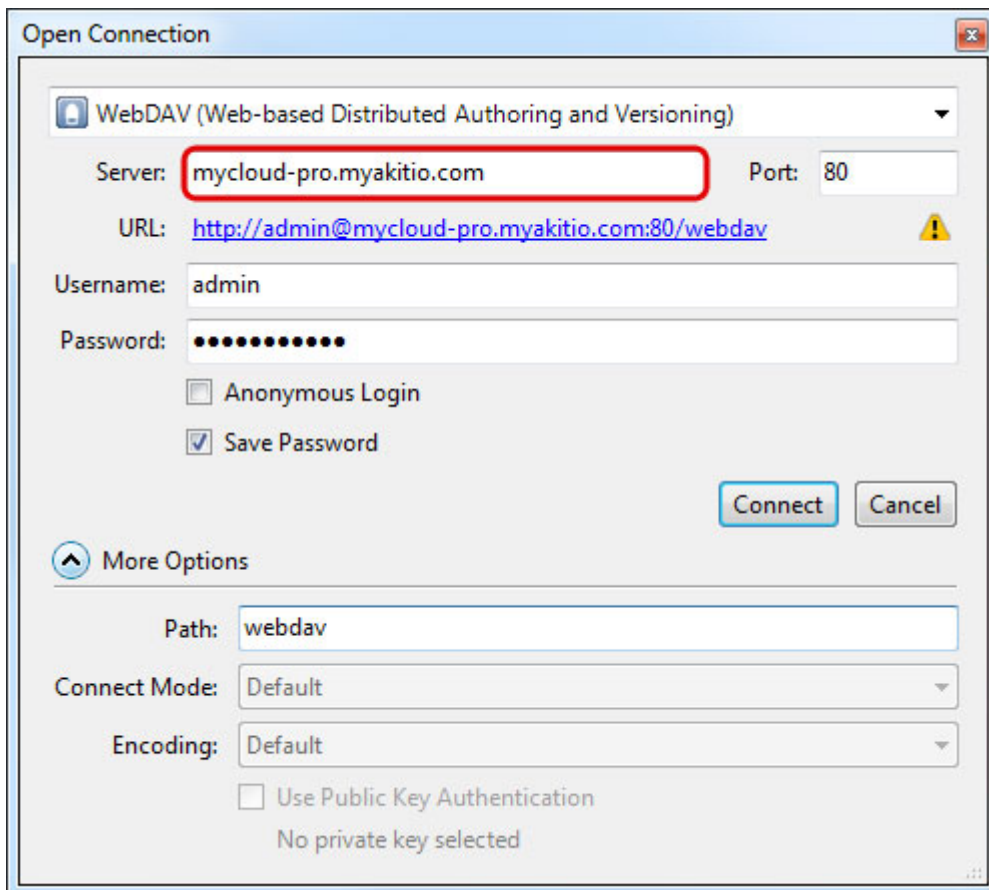 Open Connection
WebDAV (Web-based Distributed Authoring and Versioning)
Server: mycloud-pro.myakitio.com Port: 80
URL: http://admin@mycloud-pro.myakitio.com:80/webdav
Username: admin
Password: •••••••••••
Anonymous Login
Save Password
Connect Cancel
More Options
Path: webdav
Connect Mode: Default
Encoding: Default
Use Public Key Authentication
No private key selected